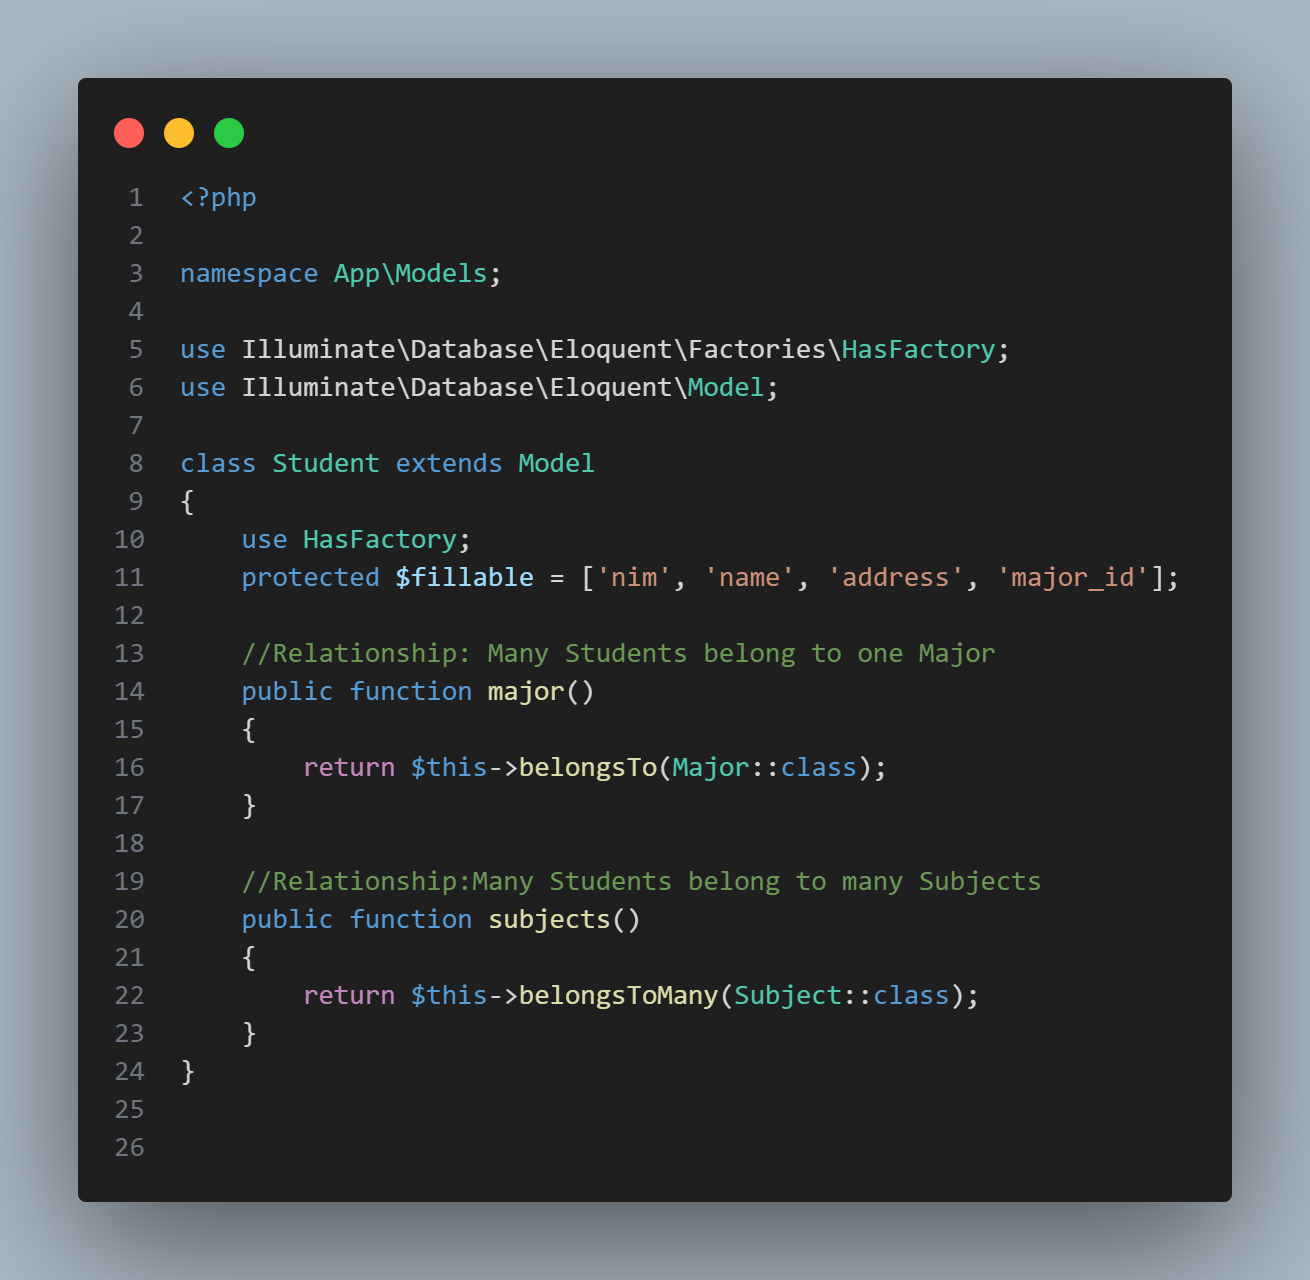 1 <?php
2
3 namespace App\Models;
4
5 use Illuminate\Database\Eloquent\Factories\HasFactory;
6 use Illuminate\Database\Eloquent\Model;
7
8 class Student extends Model
9 {
10     use HasFactory;
11     protected $fillable = ['nim', 'name', 'address', 'major_id'];
12
13     //Relationship: Many Students belong to one Major
14     public function major()
15     {
16         return $this->belongsTo(Major::class);
17     }
18
19     //Relationship:Many Students belong to many Subjects
20     public function subjects()
21     {
22         return $this->belongsToMany(Subject::class);
23     }
24 }
25
26